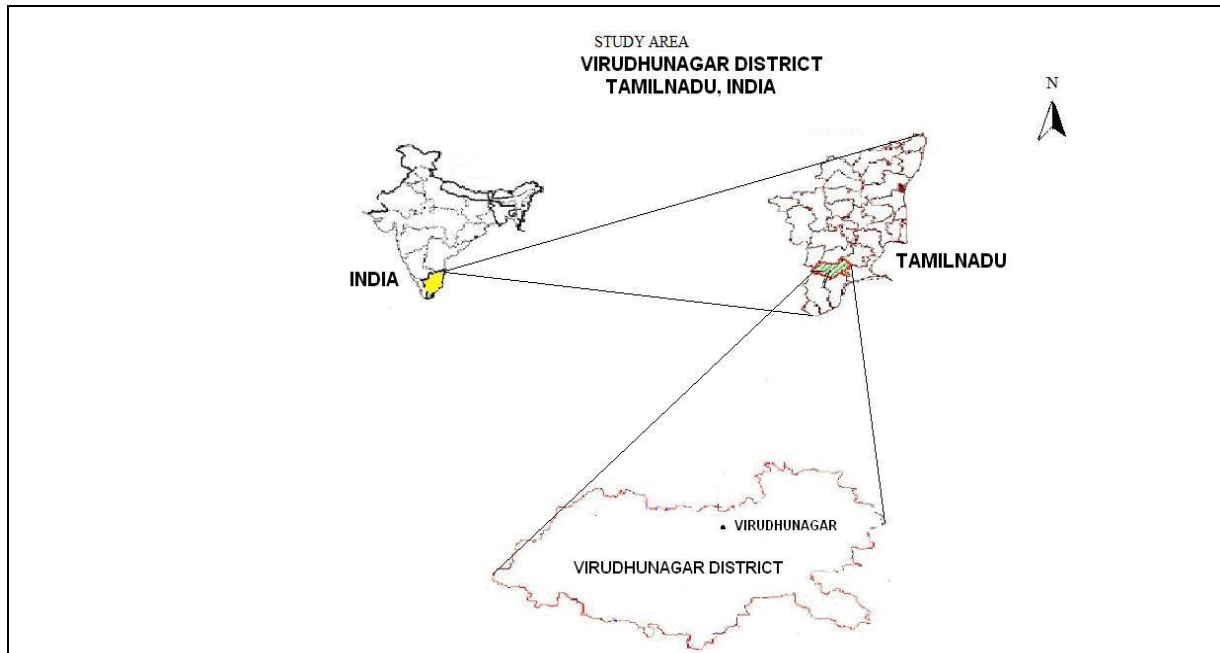 STUDY AREA
VIRUDHUNAGAR DISTRICT
TAMILNADU, INDIA
N
INDIA
TAMILNADU
VIRUDHUNAGAR
VIRUDHUNAGAR DISTRICT